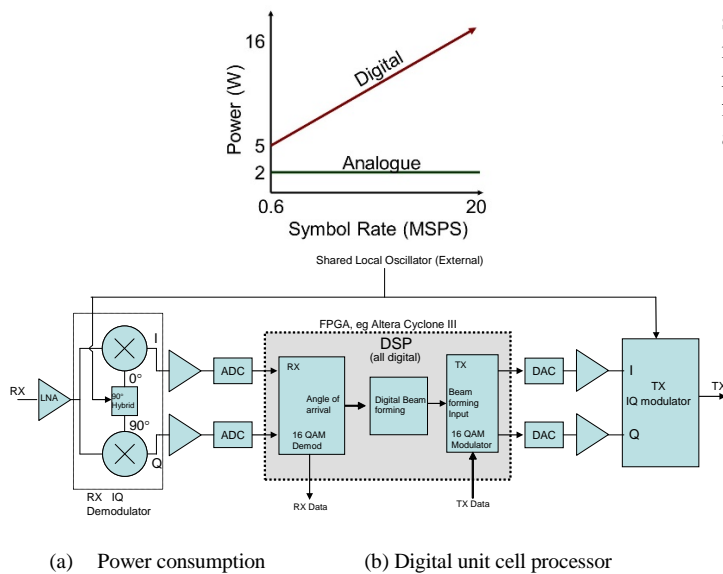 16
Power (W)
Digital
5
Analogue
2
0.6
20
Symbol Rate (MSPS)
Shared Local Oscillator (External)
FPGA, eg Altera Cyclone III
DSP
(all digital)
RX
LNA
I
0°
90°
Hybrid
90°
Q
RX IQ
Demodulator
ADC
ADC
RX
Angle of
arrival
16 QAM
Demod
Digital Beam
forming
TX
Beam
forming
Input
16 QAM
Modulator
RX Data
TX Data
DAC
DAC
I
Q
TX
IQ modulator
TX
(a) Power consumption
(b) Digital unit cell processor